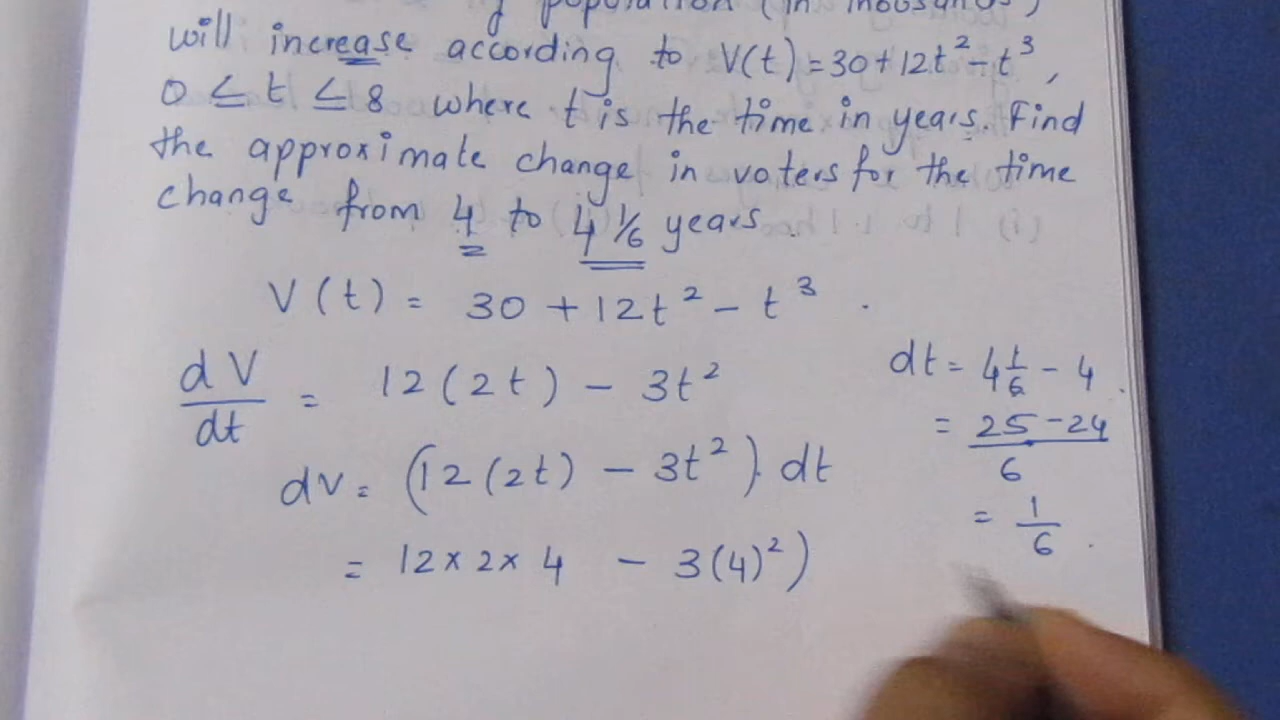 population (in thousands)
will increase according to V(t) = 30 + 12t² - t³,
0 ≤ t ≤ 8 where t is the time in years. Find
the approximate change in voters for the time
change from 4 to 4 1/6 years.
V(t) = 30 + 12t² - t³.
dV/dt = 12(2t) - 3t²
dt = 4 1/6 - 4
= (25-24)/6
dv = (12(2t) - 3t²). dt
= 1/6
= 12 × 2 × 4 - 3(4)²)